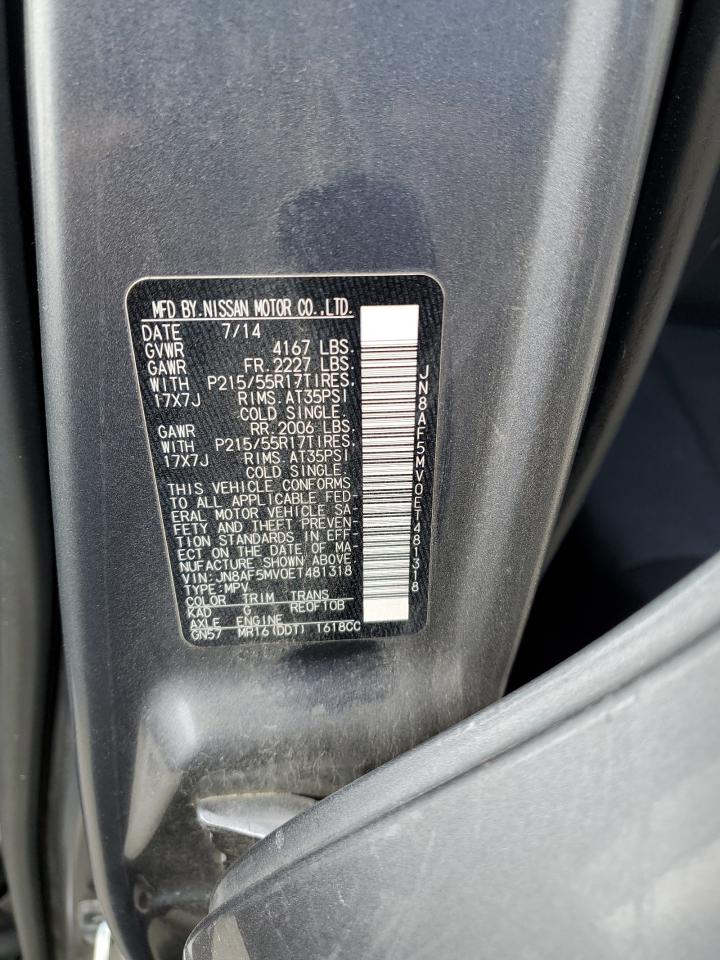 MFD BY.NISSAN MOTOR CO.,LTD.
DATE 7/14
GVWR 4167 LBS.
GAWR FR.2227 LBS.
WITH P215/55R17TIRES.
17X7J RIMS. AT35PSI
COLD SINGLE.
GAWR RR.2006 LBS.
WITH P215/55R17TIRES.
17X7J RIMS. AT35PSI
COLD SINGLE.
THIS VEHICLE CONFORMS
TO ALL APPLICABLE FED-
ERAL MOTOR VEHICLE SA-
FETY AND THEFT PREVEN-
TION STANDARDS IN EFF-
ECT ON THE DATE OF MA-
NUFACTURE SHOWN ABOVE
VIN: JN8AF5MV0ET481318
TYPE: MPV
COLOR TRIM TRANS
KAD G RE0F10B
AXLE ENGINE
GN57 MR16(DDT) 1618CC
JN8AF5MV0ET481318